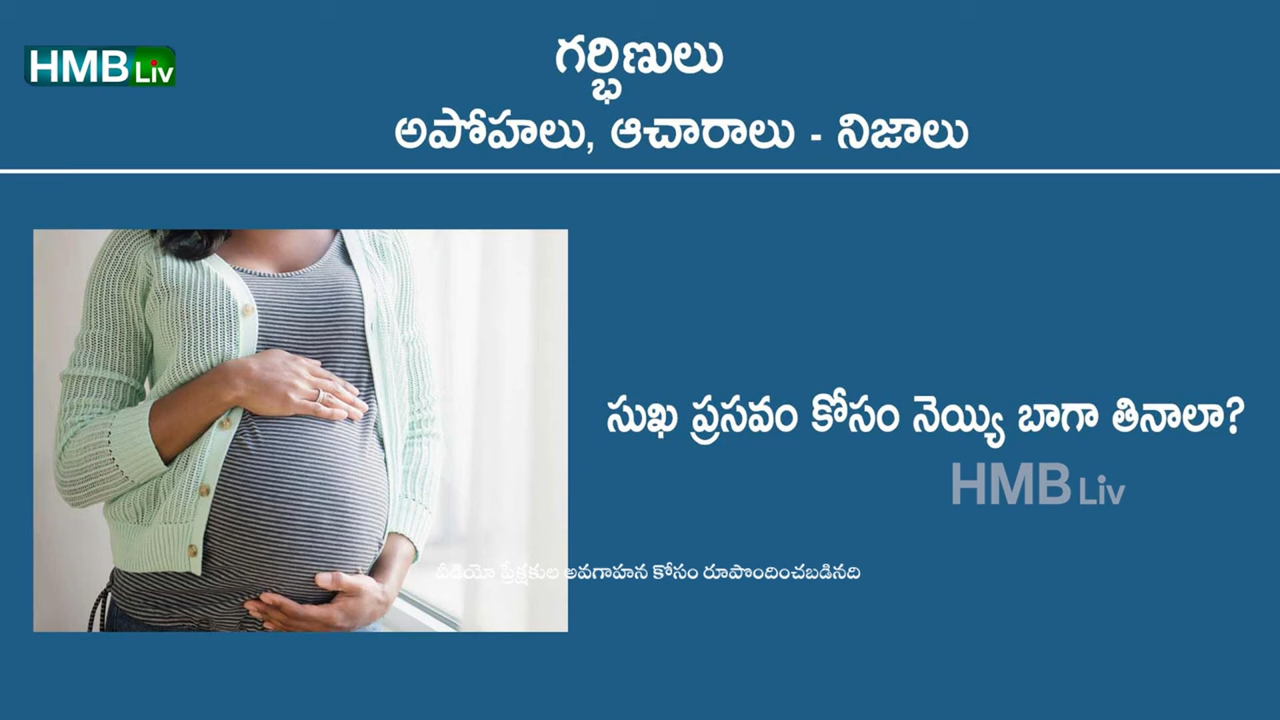 HMB Liv
గర్భిణులు
అపోహలు, ఆచారాలు - నిజాలు
సుఖ ప్రసవం కోసం నెయ్యి బాగా తినాలా?
HMB Liv
వీడియో ప్రేక్షకుల అవగాహన కోసం రూపొందించబడినది